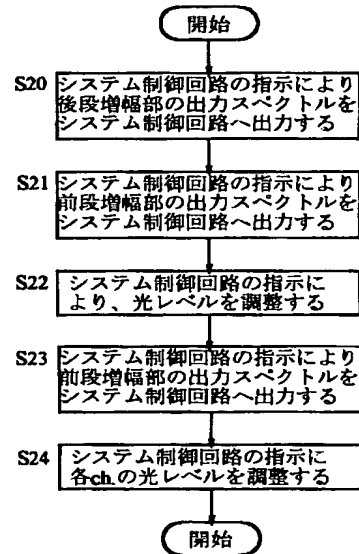 開始
S20
システム制御回路の指示により
後段増幅部の出力スペクトルを
システム制御回路へ出力する
S21
システム制御回路の指示により
前段増幅部の出力スペクトルを
システム制御回路へ出力する
S22
システム制御回路の指示に
より、光レベルを調整する
S23
システム制御回路の指示により
前段増幅部の出力スペクトルを
システム制御回路へ出力する
S24
システム制御回路の指示に
各ch.の光レベルを調整する
開始